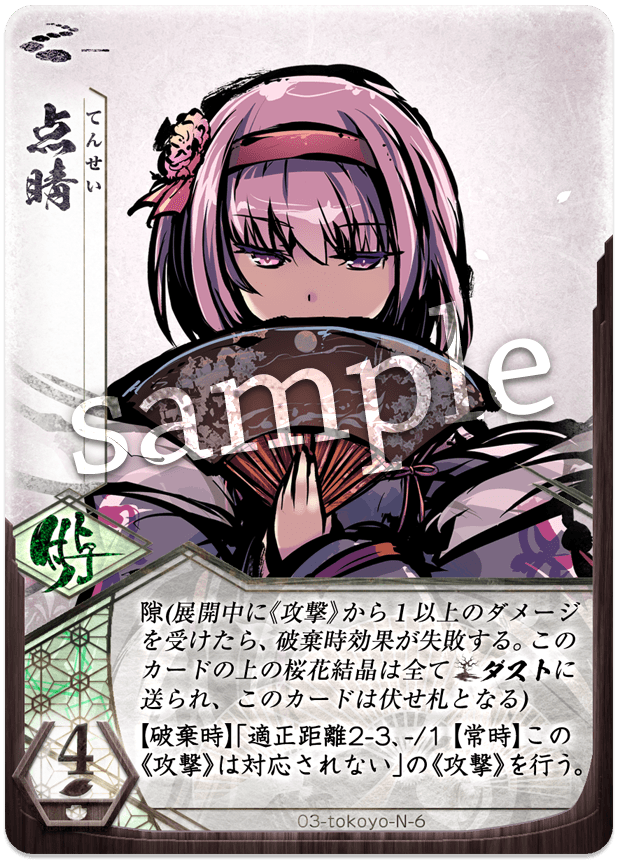 点晴
てんせい
sample
付与
隙(展開中に《攻撃》から1以上のダメージ
を受けたら、破棄時効果が失敗する。この
カードの上の桜花結晶は全てダストに
送られ、このカードは伏せ札となる)
【破棄時】「適正距離2-3、-/1 【常時】この
《攻撃》は対応されない」の《攻撃》を行う。
4
03-tokoyo-N-6